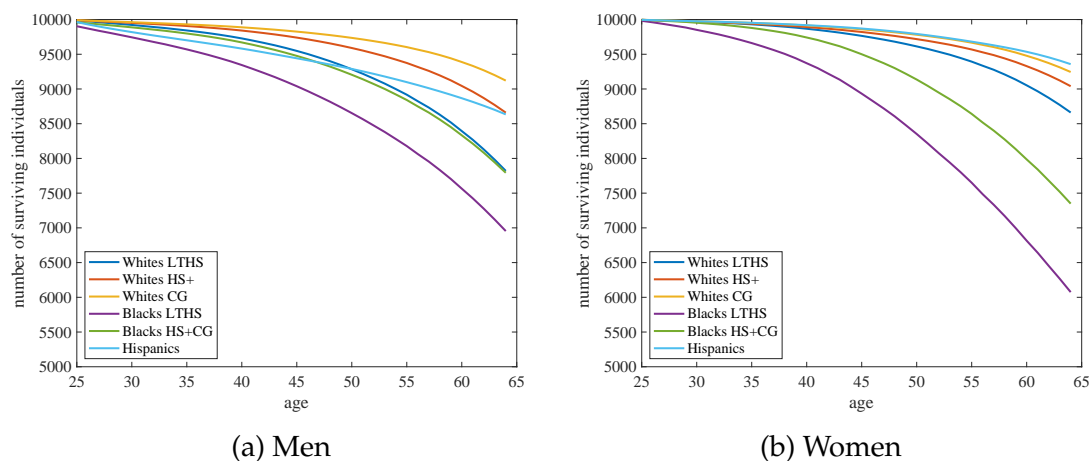 10000
9500
9000
8500
8000
7500
7000
6500
6000
5500
5000
number of surviving individuals
Whites LTHS
Whites HS+
Whites CG
Blacks LTHS
Blacks HS+CG
Hispanics
25 30 35 40 45 50 55 60 65
age
(a) Men
10000
9500
9000
8500
8000
7500
7000
6500
6000
5500
5000
number of surviving individuals
Whites LTHS
Whites HS+
Whites CG
Blacks LTHS
Blacks HS+CG
Hispanics
25 30 35 40 45 50 55 60 65
age
(b) Women